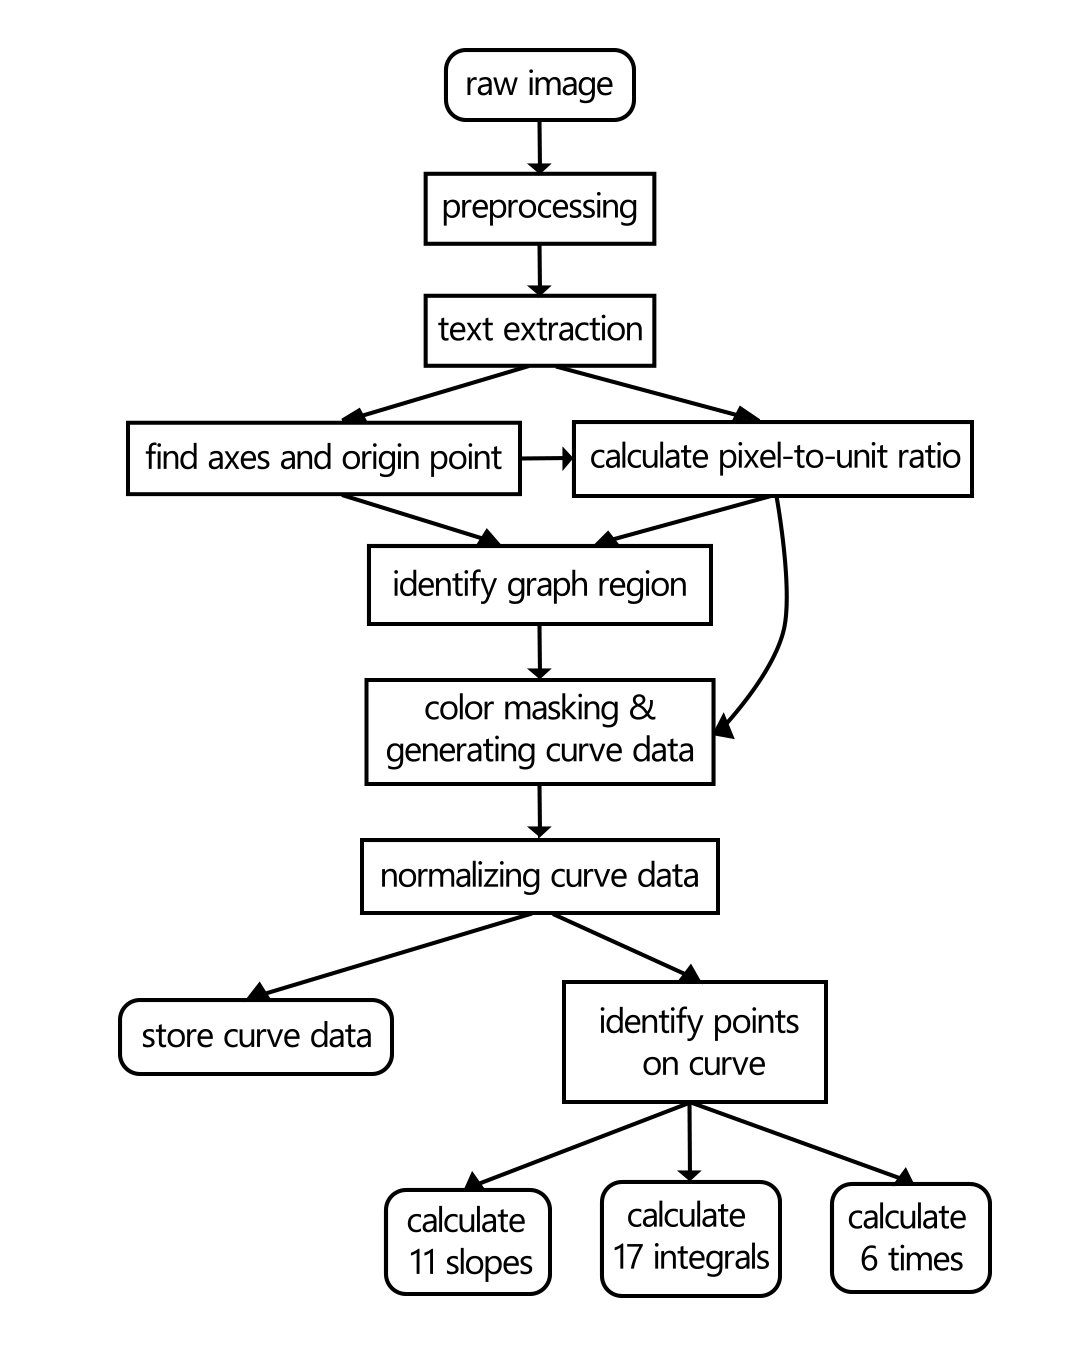 raw image
preprocessing
text extraction
find axes and origin point
calculate pixel-to-unit ratio
identify graph region
color masking &
generating curve data
normalizing curve data
store curve data
identify points
on curve
calculate
11 slopes
calculate
17 integrals
calculate
6 times